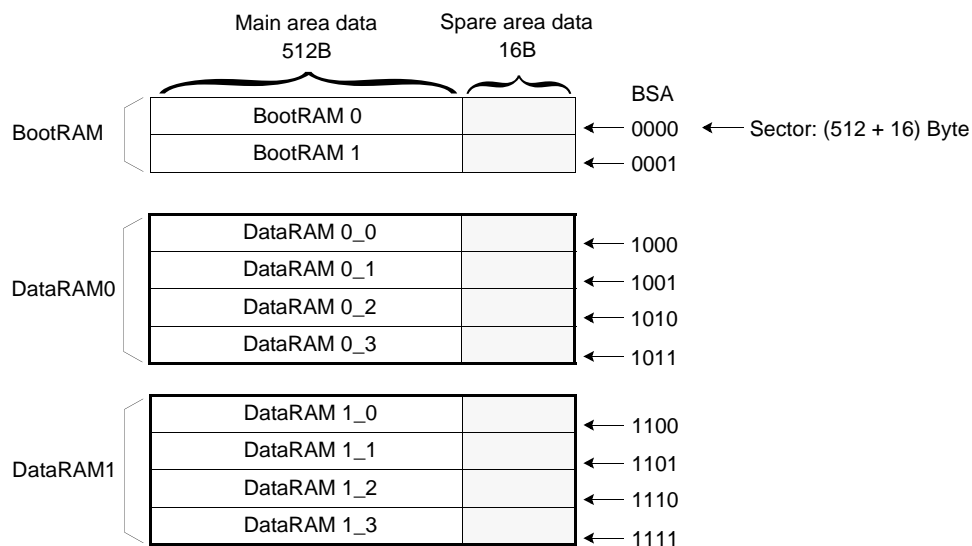 Main area data
512B
Spare area data
16B
BSA
BootRAM
BootRAM 0
0000
Sector: (512 + 16) Byte
BootRAM 1
0001
DataRAM0
DataRAM 0_0
1000
DataRAM 0_1
1001
DataRAM 0_2
1010
DataRAM 0_3
1011
DataRAM1
DataRAM 1_0
1100
DataRAM 1_1
1101
DataRAM 1_2
1110
DataRAM 1_3
1111